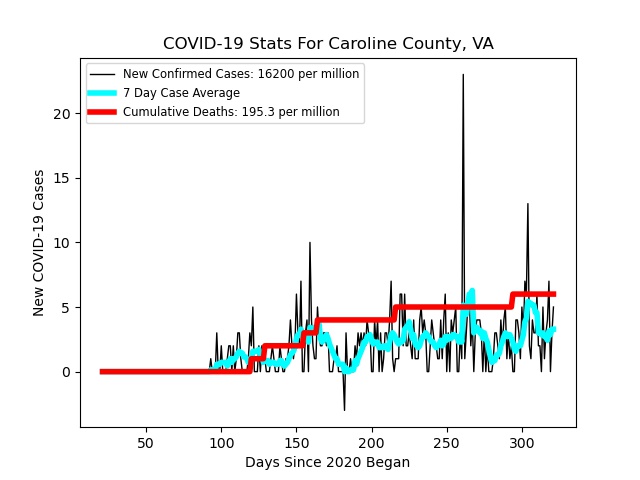 COVID-19 Stats For Caroline County, VA
New Confirmed Cases: 16200 per million
7 Day Case Average
Cumulative Deaths: 195.3 per million
New COVID-19 Cases
20
15
10
5
0
50 100 150 200 250 300
Days Since 2020 Began